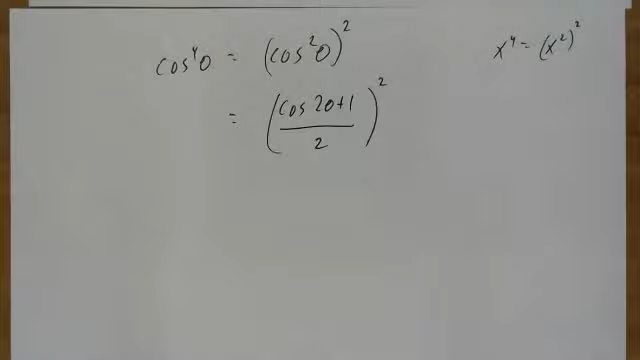 cos⁴θ = (cos²θ)²
x⁴ = (x²)²
= ((cos 2θ+1)/2)²